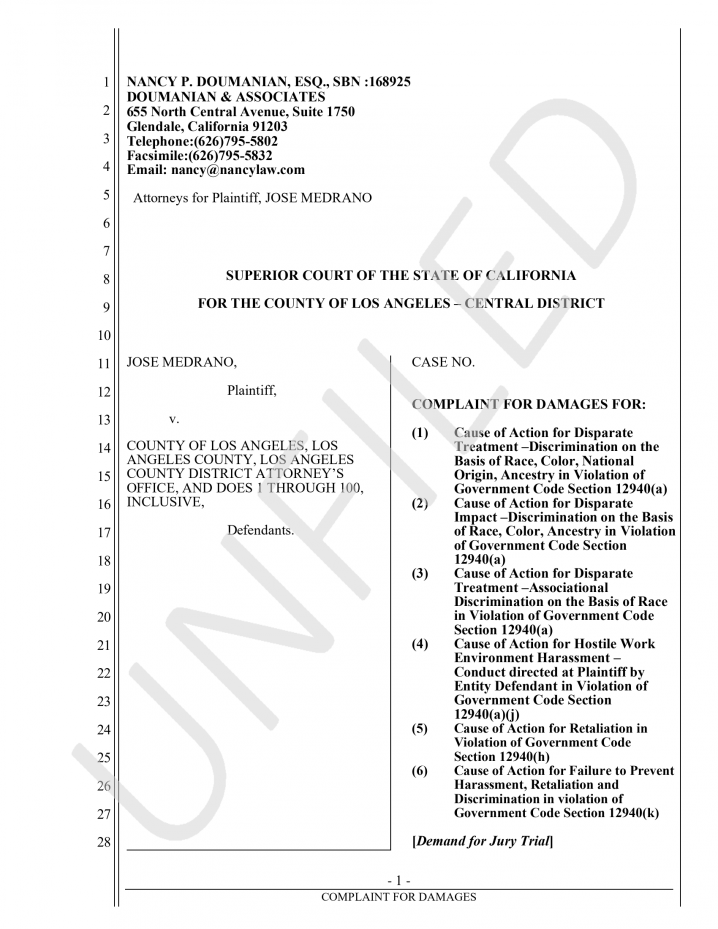 NANCY P. DOUMANIAN, ESQ., SBN :168925
DOUMANIAN & ASSOCIATES
655 North Central Avenue, Suite 1750
Glendale, California 91203
Telephone:(626)795-5802
Facsimile:(626)795-5832
Email: nancy@nancylaw.com
Attorneys for Plaintiff, JOSE MEDRANO
SUPERIOR COURT OF THE STATE OF CALIFORNIA
FOR THE COUNTY OF LOS ANGELES – CENTRAL DISTRICT
JOSE MEDRANO,
Plaintiff,
v.
COUNTY OF LOS ANGELES, LOS
ANGELES COUNTY, LOS ANGELES
COUNTY DISTRICT ATTORNEY’S
OFFICE, AND DOES 1 THROUGH 100,
INCLUSIVE,
Defendants.
CASE NO.
COMPLAINT FOR DAMAGES FOR:
(1) Cause of Action for Disparate
Treatment –Discrimination on the
Basis of Race, Color, National
Origin, Ancestry in Violation of
Government Code Section 12940(a)
(2) Cause of Action for Disparate
Impact –Discrimination on the Basis
of Race, Color, Ancestry in Violation
of Government Code Section
12940(a)
(3) Cause of Action for Disparate
Treatment –Associational
Discrimination on the Basis of Race
in Violation of Government Code
Section 12940(a)
(4) Cause of Action for Hostile Work
Environment Harassment –
Conduct directed at Plaintiff by
Entity Defendant in Violation of
Government Code Section
12940(a)(j)
(5) Cause of Action for Retaliation in
Violation of Government Code
Section 12940(h)
(6) Cause of Action for Failure to Prevent
Harassment, Retaliation and
Discrimination in violation of
Government Code Section 12940(k)
[Demand for Jury Trial]
1
2
3
4
5
6
7
8
9
10
11
12
13
14
15
16
17
18
19
20
21
22
23
24
25
26
27
28
- 1 -
COMPLAINT FOR DAMAGES
UNFILED